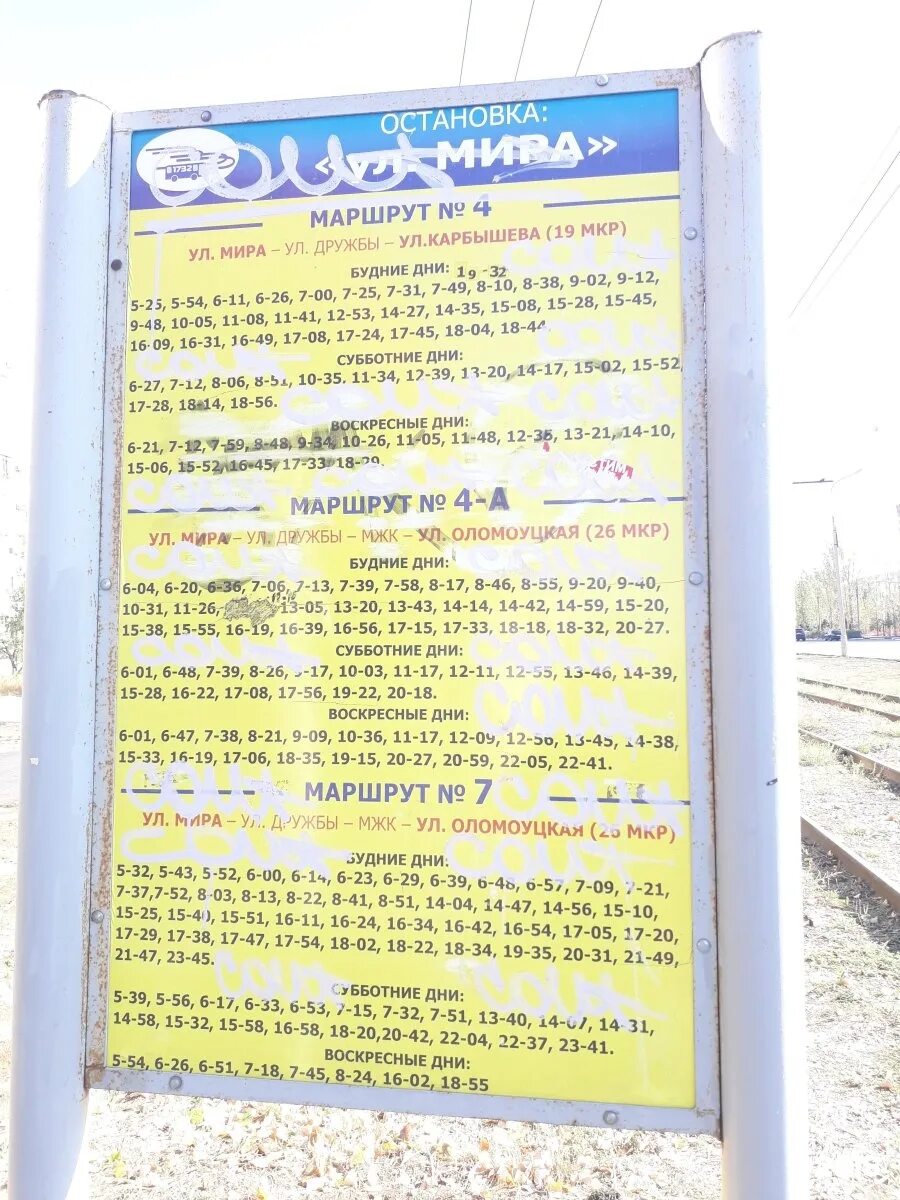 ОСТАНОВКА:
1732
«УЛ. МИРА»
МАРШРУТ № 4
УЛ. МИРА – УЛ. ДРУЖБЫ – УЛ.КАРБЫШЕВА (19 МКР)
БУДНИЕ ДНИ: 19-32
5-25, 5-54, 6-11, 6-26, 7-00, 7-25, 7-31, 7-49, 8-10, 8-38, 9-02, 9-12,
9-48, 10-05, 11-08, 11-41, 12-53, 14-27, 14-35, 15-08, 15-28, 15-45,
16-09, 16-31, 16-49, 17-08, 17-24, 17-45, 18-04, 18-44
СУББОТНИЕ ДНИ:
6-27, 7-12, 8-06, 8-51, 10-35. 11-34, 12-39, 13-20, 14-17, 15-02, 15-52,
17-28, 18-14, 18-56.
ВОСКРЕСНЫЕ ДНИ:
6-21, 7-12, 7-59, 8-48, 9-34, 10-26, 11-05, 11-48, 12-35, 13-21, 14-10,
15-06, 15-52, 16-45, 17-33, 18-29.
МАРШРУТ № 4-А
УЛ. МИРА – УЛ. ДРУЖБЫ – МЖК – УЛ. ОЛОМОУЦКАЯ (26 МКР)
БУДНИЕ ДНИ:
6-04, 6-20, 6-36, 7-06, 7-13, 7-39, 7-58, 8-17, 8-46, 8-55, 9-20, 9-40,
10-31, 11-26, 13-05, 13-20, 13-43, 14-14, 14-42, 14-59, 15-20,
15-38, 15-55, 16-19, 16-39, 16-56, 17-15, 17-33, 18-18, 18-32, 20-27.
СУББОТНИЕ ДНИ:
6-01, 6-48, 7-39, 8-26, 9-17, 10-03, 11-17, 12-11, 12-55, 13-46, 14-39,
15-28, 16-22, 17-08, 17-56, 19-22, 20-18.
ВОСКРЕСНЫЕ ДНИ:
6-01, 6-47, 7-38, 8-21, 9-09, 10-36, 11-17, 12-09, 12-56, 13-45, 14-38,
15-33, 16-19, 17-06, 18-35, 19-15, 20-27, 20-59, 22-05, 22-41.
МАРШРУТ № 7
УЛ. МИРА – УЛ. ДРУЖБЫ – МЖК – УЛ. ОЛОМОУЦКАЯ (26 МКР)
БУДНИЕ ДНИ:
5-32, 5-43, 5-52, 6-00, 6-14, 6-23, 6-29, 6-39, 6-48, 6-57, 7-09, 7-21,
7-37,7-52, 8-03, 8-13, 8-22, 8-41, 8-51, 14-04, 14-47, 14-56, 15-10,
15-25, 15-40, 15-51, 16-11, 16-24, 16-34, 16-42, 16-54, 17-05, 17-20,
17-29, 17-38, 17-47, 17-54, 18-02, 18-22, 18-34, 19-35, 20-31, 21-49,
21-47, 23-45.
СУББОТНИЕ ДНИ:
5-39, 5-56, 6-17, 6-33, 6-53, 7-15, 7-32, 7-51, 13-40, 14-07, 14-31,
14-58, 15-32, 15-58, 16-58, 18-20,20-42, 22-04, 22-37, 23-41.
ВОСКРЕСНЫЕ ДНИ:
5-54, 6-26, 6-51, 7-18, 7-45, 8-24, 16-02, 18-55